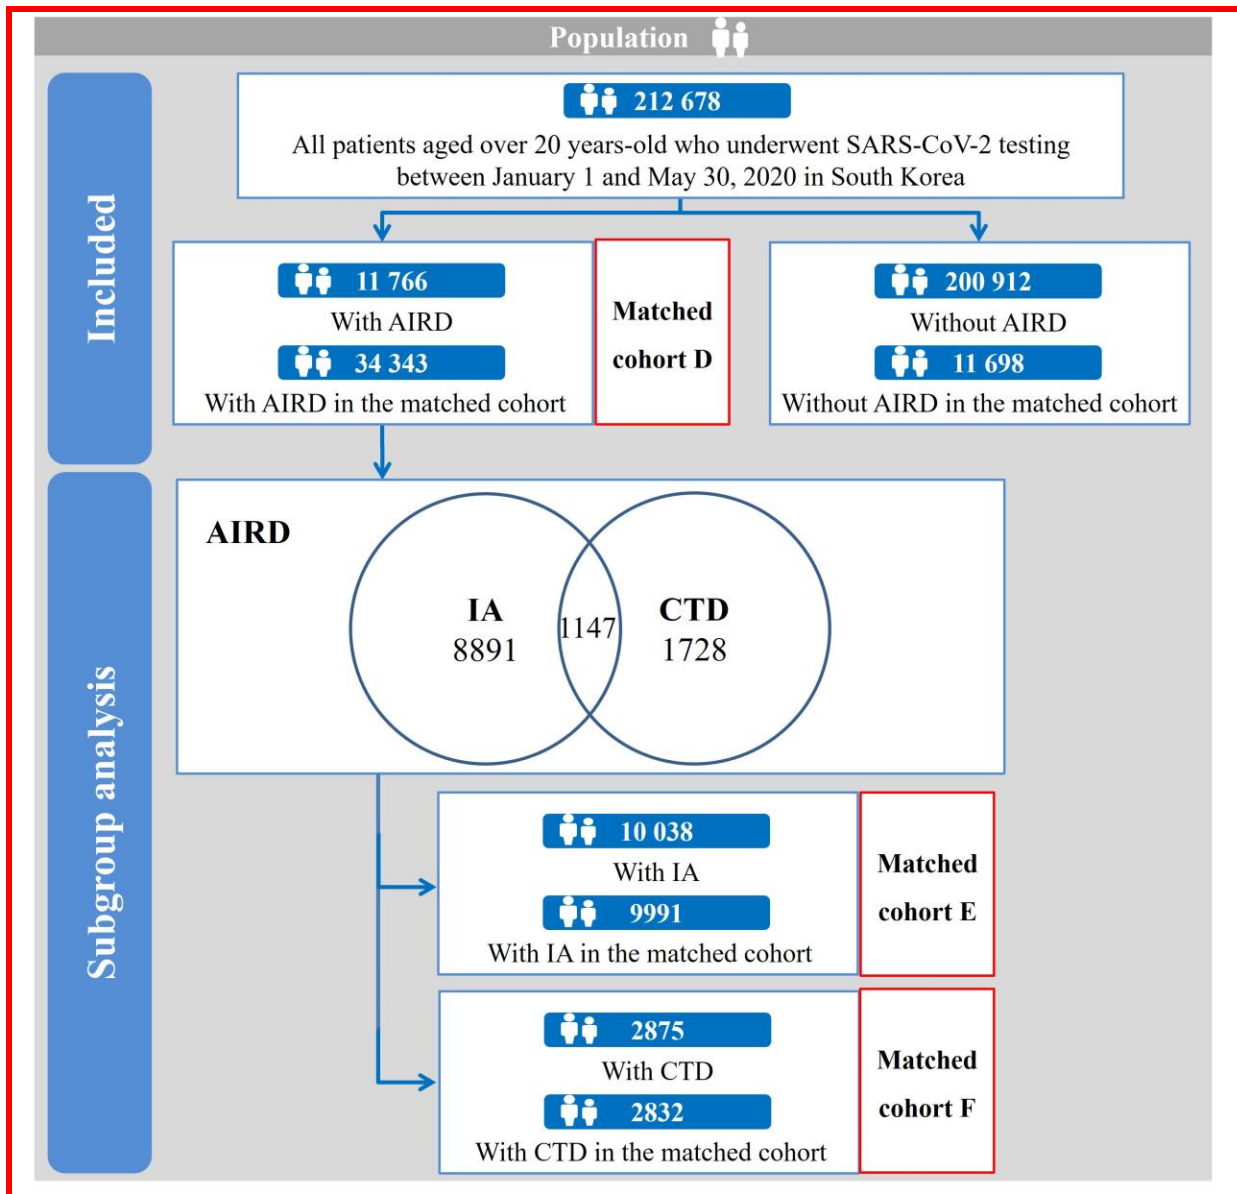 Population
Included
212 678
All patients aged over 20 years-old who underwent SARS-CoV-2 testing
between January 1 and May 30, 2020 in South Korea
11 766
With AIRD
34 343
With AIRD in the matched cohort
Matched
cohort D
200 912
Without AIRD
11 698
Without AIRD in the matched cohort
Subgroup analysis
AIRD
IA
8891
1147
CTD
1728
10 038
With IA
9991
With IA in the matched cohort
Matched
cohort E
2875
With CTD
2832
With CTD in the matched cohort
Matched
cohort F